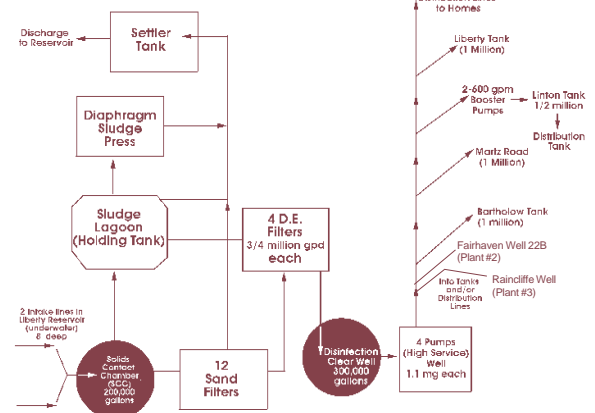 Distribution Lines
to Homes
Discharge
to Reservoir
Settler
Tank
Liberty Tank
(1 Million)
2-600 gpm
Booster
Pumps
Linton Tank
1/2 million
Distribution
Tank
Diaphragm
Sludge
Press
Martz Road
(1 Million)
Sludge
Lagoon
(Holding Tank)
4 D.E.
Filters
3/4 million gpd
each
Bartholow Tank
(1 million)
Fairhaven Well 22B
(Plant #2)
Into Tanks
and/or
Distribution
Lines
Raincliffe Well
(Plant #3)
2 Intake lines in
Liberty Reservoir
(underwater)
8' deep
Solids
Contact
Chamber
(SCC)
200,000
gallons
12
Sand
Filters
Disinfection
Clear Well
300,000
gallons
4 Pumps
(High Service)
Well
1.1 mg each